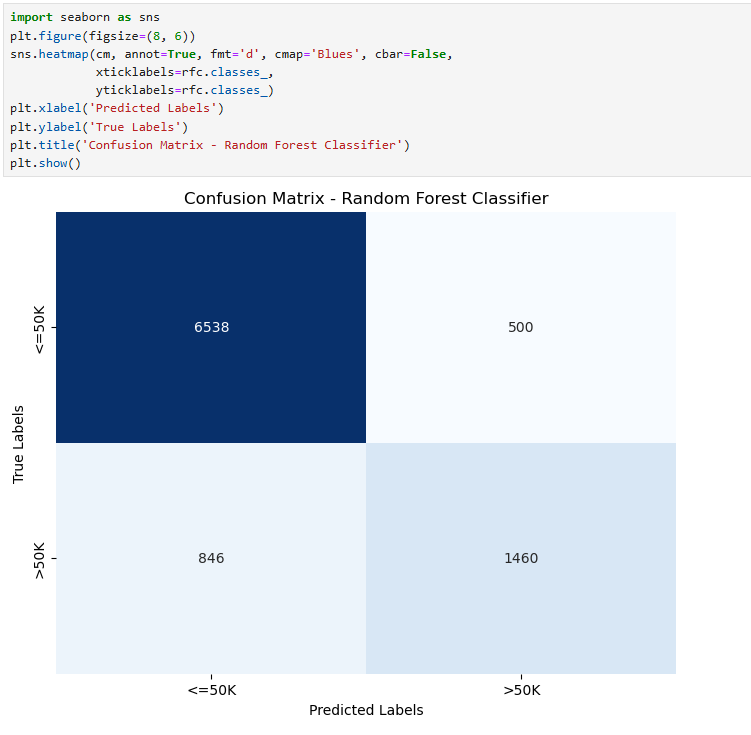 import seaborn as sns
plt.figure(figsize=(8, 6))
sns.heatmap(cm, annot=True, fmt='d', cmap='Blues', cbar=False,
            xticklabels=rfc.classes_,
            yticklabels=rfc.classes_)
plt.xlabel('Predicted Labels')
plt.ylabel('True Labels')
plt.title('Confusion Matrix - Random Forest Classifier')
plt.show()
Confusion Matrix - Random Forest Classifier
True Labels
<=50K
6538
500
>50K
846
1460
<=50K
>50K
Predicted Labels